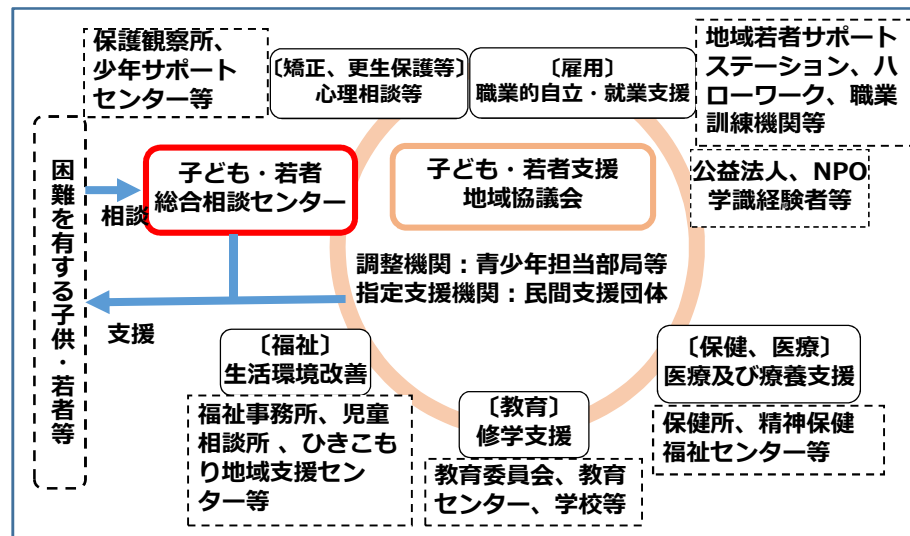 保護観察所、
少年サポート
センター等
〔矯正、更生保護等〕
心理相談等
〔雇用〕
職業的自立・就業支援
地域若者サポート
ステーション、ハ
ローワーク、職業
訓練機関等
公益法人、NPO
学識経験者等
困難を有する子供・若者等
相談
子ども・若者
総合相談センター
子ども・若者支援
地域協議会
調整機関：青少年担当部局等
指定支援機関：民間支援団体
支援
〔福祉〕
生活環境改善
福祉事務所、児童
相談所 、ひきこも
り地域支援セン
ター等
〔教育〕
修学支援
教育委員会、教育
センター、学校等
〔保健、医療〕
医療及び療養支援
保健所、精神保健
福祉センター等